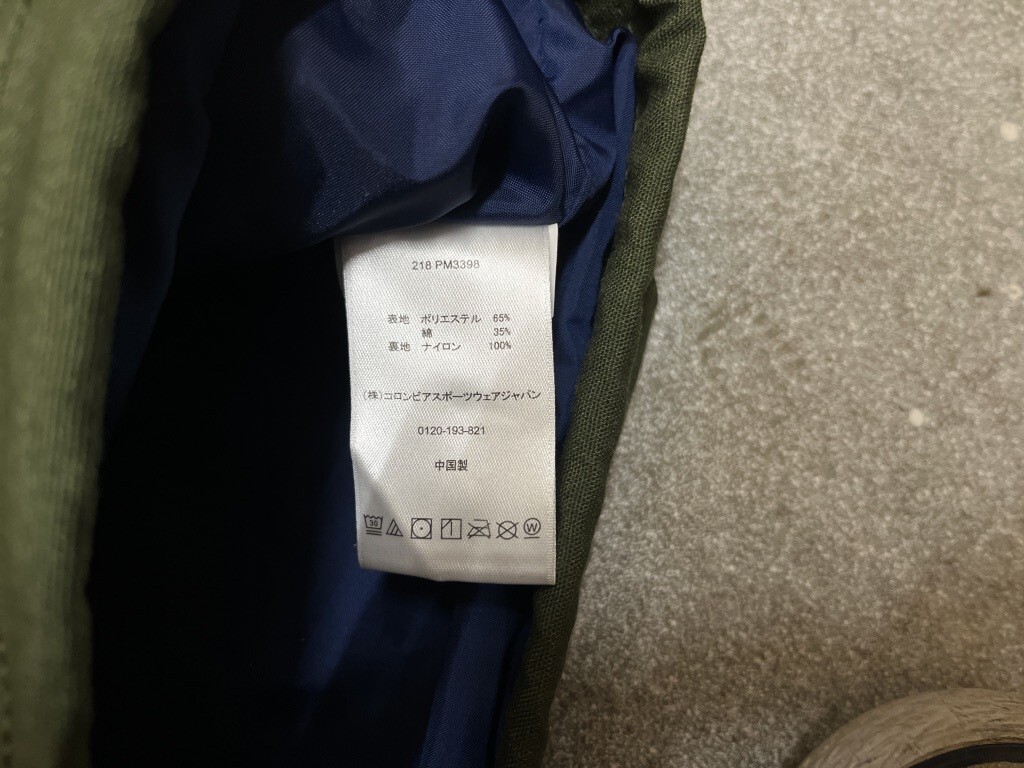 218 PM3398
表地 ポリエステル 65%
綿 35%
裏地 ナイロン 100%
(株)コロンビアスポーツウェアジャパン
0120-193-821
中国製
30 W